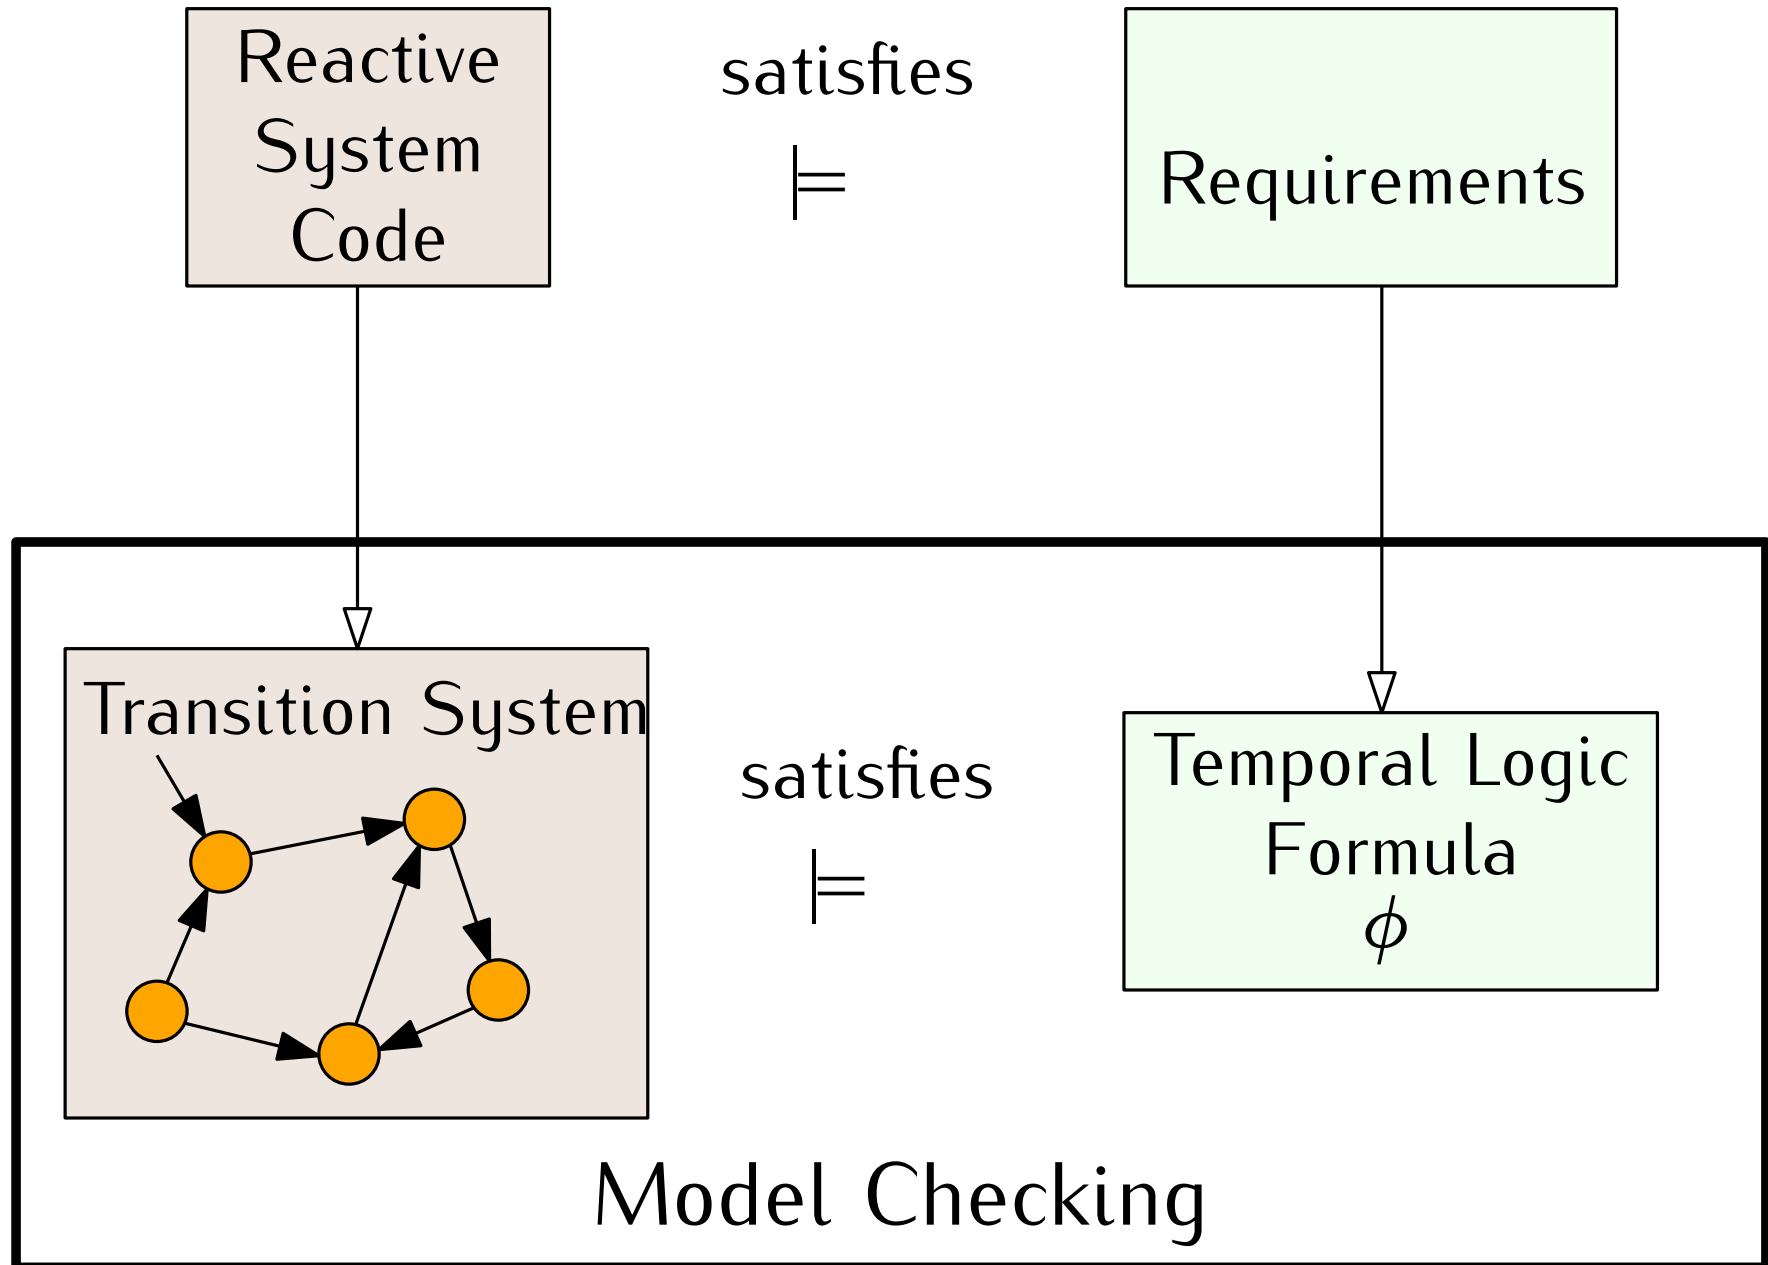 Reactive
System
Code
satisfies
⊨
Requirements
Transition System
satisfies
⊨
Temporal Logic
Formula
ϕ
Model Checking